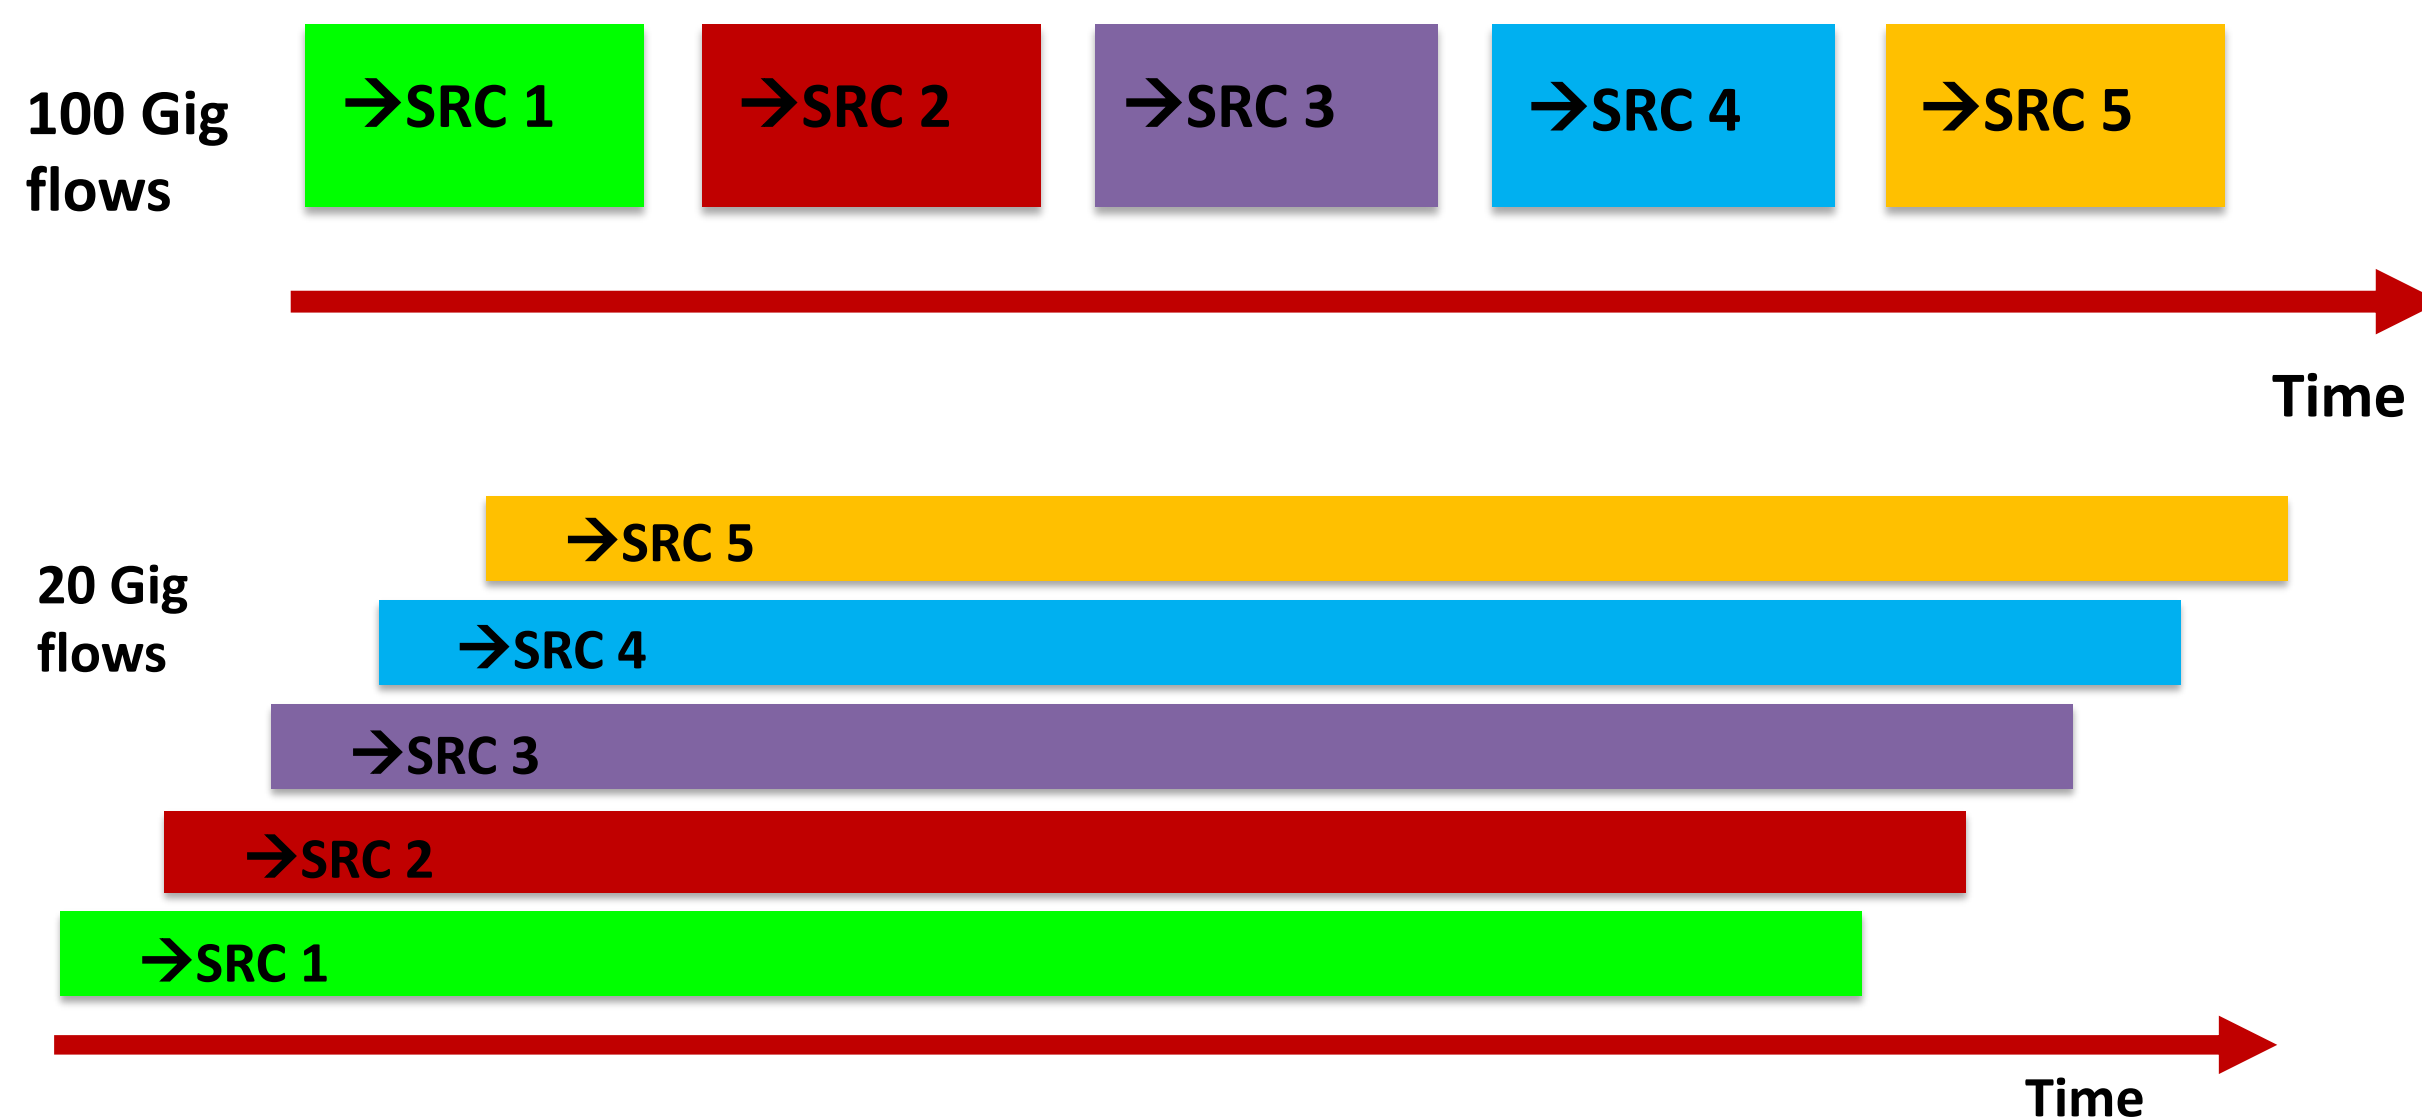 100 Gig
flows
→SRC 1
→SRC 2
→SRC 3
→SRC 4
→SRC 5
Time
20 Gig
flows
→SRC 5
→SRC 4
→SRC 3
→SRC 2
→SRC 1
Time